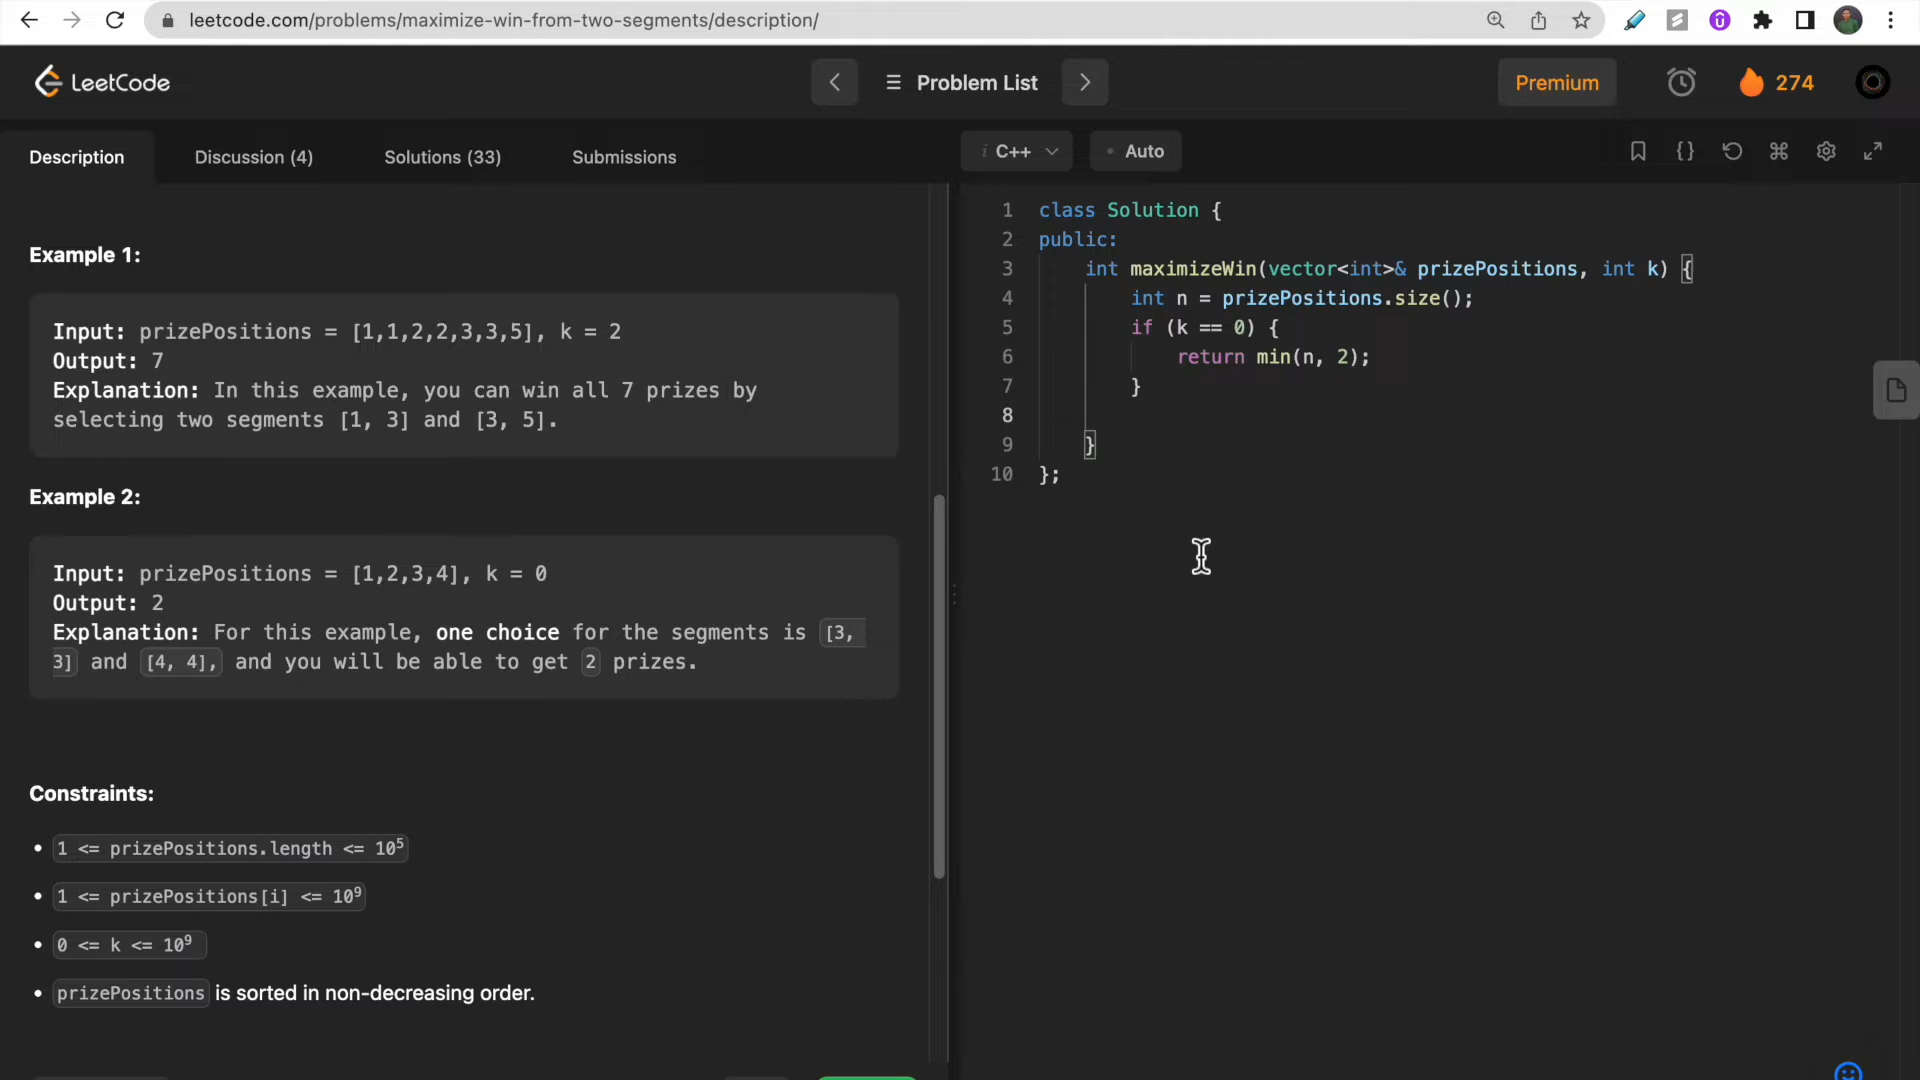 leetcode.com/problems/maximize-win-from-two-segments/description/
LeetCode
Problem List
Premium
274
Description
Discussion (4)
Solutions (33)
Submissions
i C++
• Auto
Example 1:
Input: prizePositions = [1,1,2,2,3,3,5], k = 2
Output: 7
Explanation: In this example, you can win all 7 prizes by
selecting two segments [1, 3] and [3, 5].
Example 2:
Input: prizePositions = [1,2,3,4], k = 0
Output: 2
Explanation: For this example, one choice for the segments is [3,
3] and [4, 4], and you will be able to get 2 prizes.
Constraints:
• 1 <= prizePositions.length <= 10⁵
• 1 <= prizePositions[i] <= 10⁹
• 0 <= k <= 10⁹
• prizePositions is sorted in non-decreasing order.
1 class Solution {
2 public:
3 int maximizeWin(vector<int>& prizePositions, int k) {
4 int n = prizePositions.size();
5 if (k == 0) {
6 return min(n, 2);
7 }
8
9 }
10 };